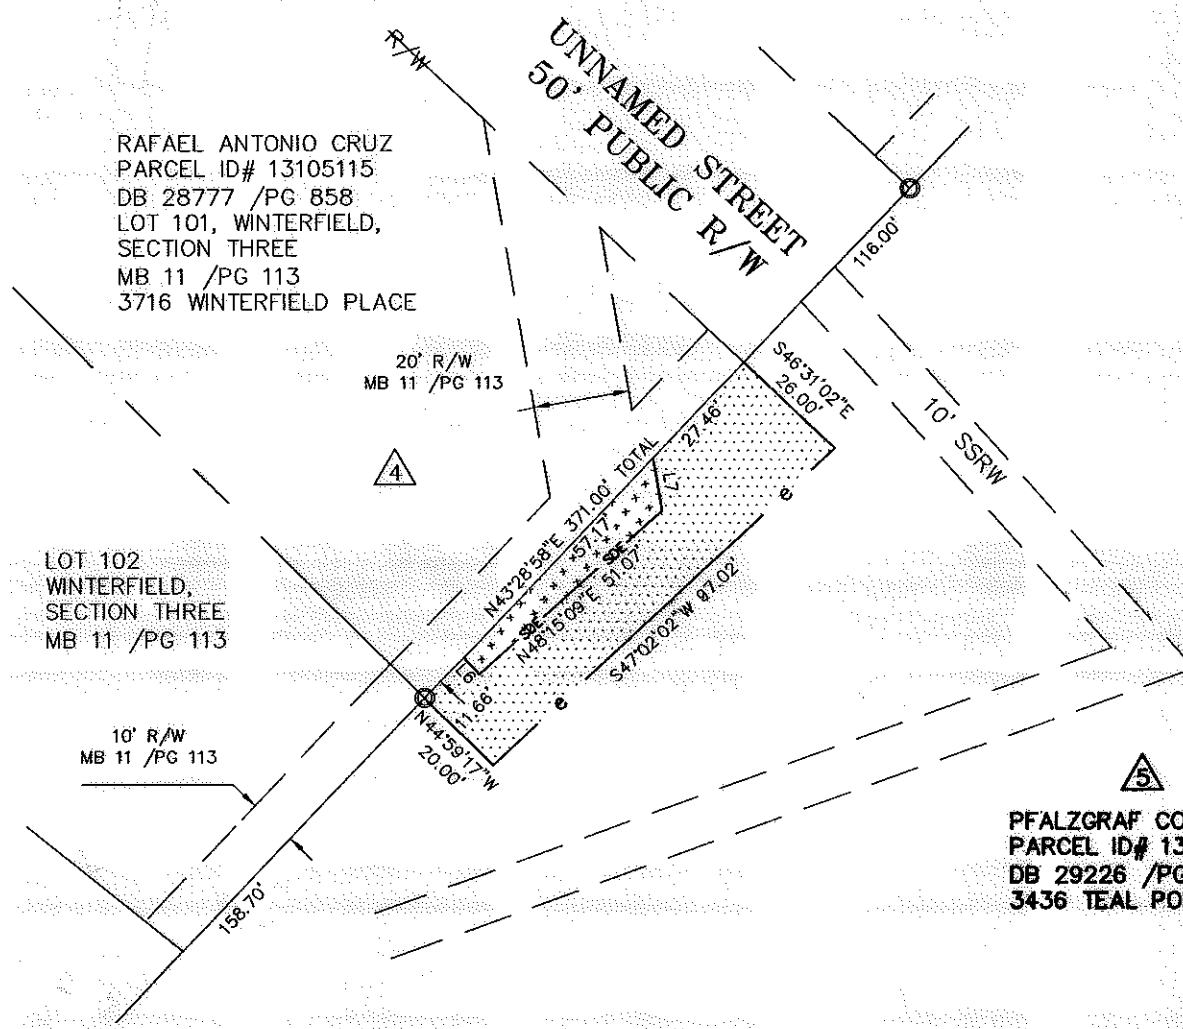 R/W
UNNAMED STREET
50' PUBLIC R/W
RAFAEL ANTONIO CRUZ
PARCEL ID# 13105115
DB 28777 /PG 858
LOT 101, WINTERFIELD,
SECTION THREE
MB 11 /PG 113
3716 WINTERFIELD PLACE
116.00'
20' R/W
MB 11 /PG 113
S46°31'02"E
26.00'
10' SSRW
27.46'
4
N43°28'58"E 371.00' TOTAL
L7
57.17'
SDE
SDE
N48°15'09"E 51.07'
e
S47°02'02"W 97.02'
e
LOT 102
WINTERFIELD,
SECTION THREE
MB 11 /PG 113
L6
11.66'
N44°59'17"W
20.00'
10' R/W
MB 11 /PG 113
158.70'
5
PFALZGRAF CO
PARCEL ID# 13
DB 29226 /PG
3436 TEAL PO